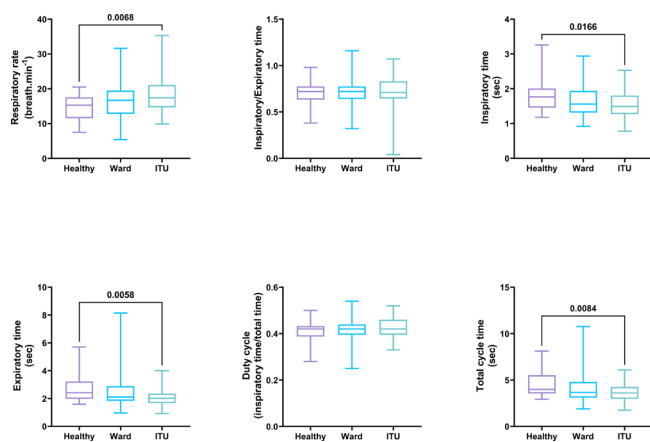 0.0068
Respiratory rate
(breath.min-1)
40
30
20
10
0
Healthy Ward ITU
Inspiratory/Expiratory time
1.5
1.0
0.5
0.0
Healthy Ward ITU
0.0166
Inspiratory time
(sec)
4
3
2
1
0
Healthy Ward ITU
0.0058
Expiratory time
(sec)
10
8
6
4
2
0
Healthy Ward ITU
Duty cycle
(inspiratory time/total time)
0.6
0.4
0.2
0.0
Healthy Ward ITU
0.0084
Total cycle time
(sec)
15
10
5
0
Healthy Ward ITU